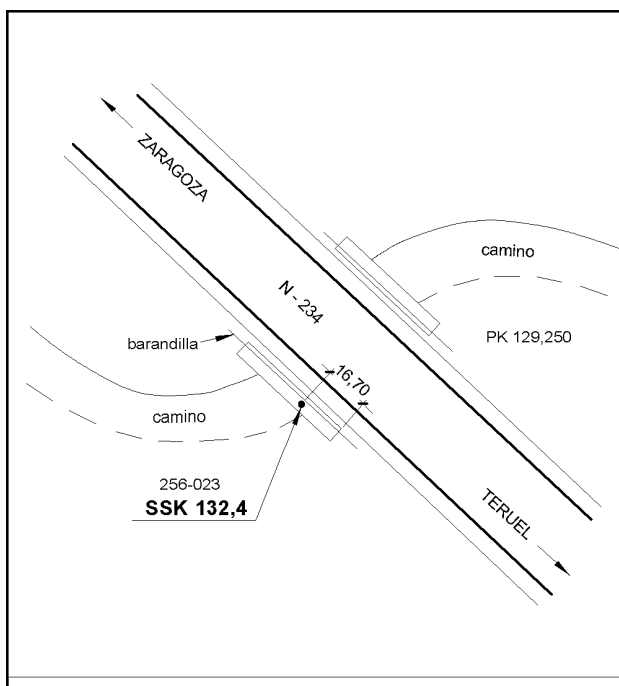 ZARAGOZA
camino
N - 234
PK 129,250
barandilla
16,70
camino
256-023
SSK 132,4
TERUEL